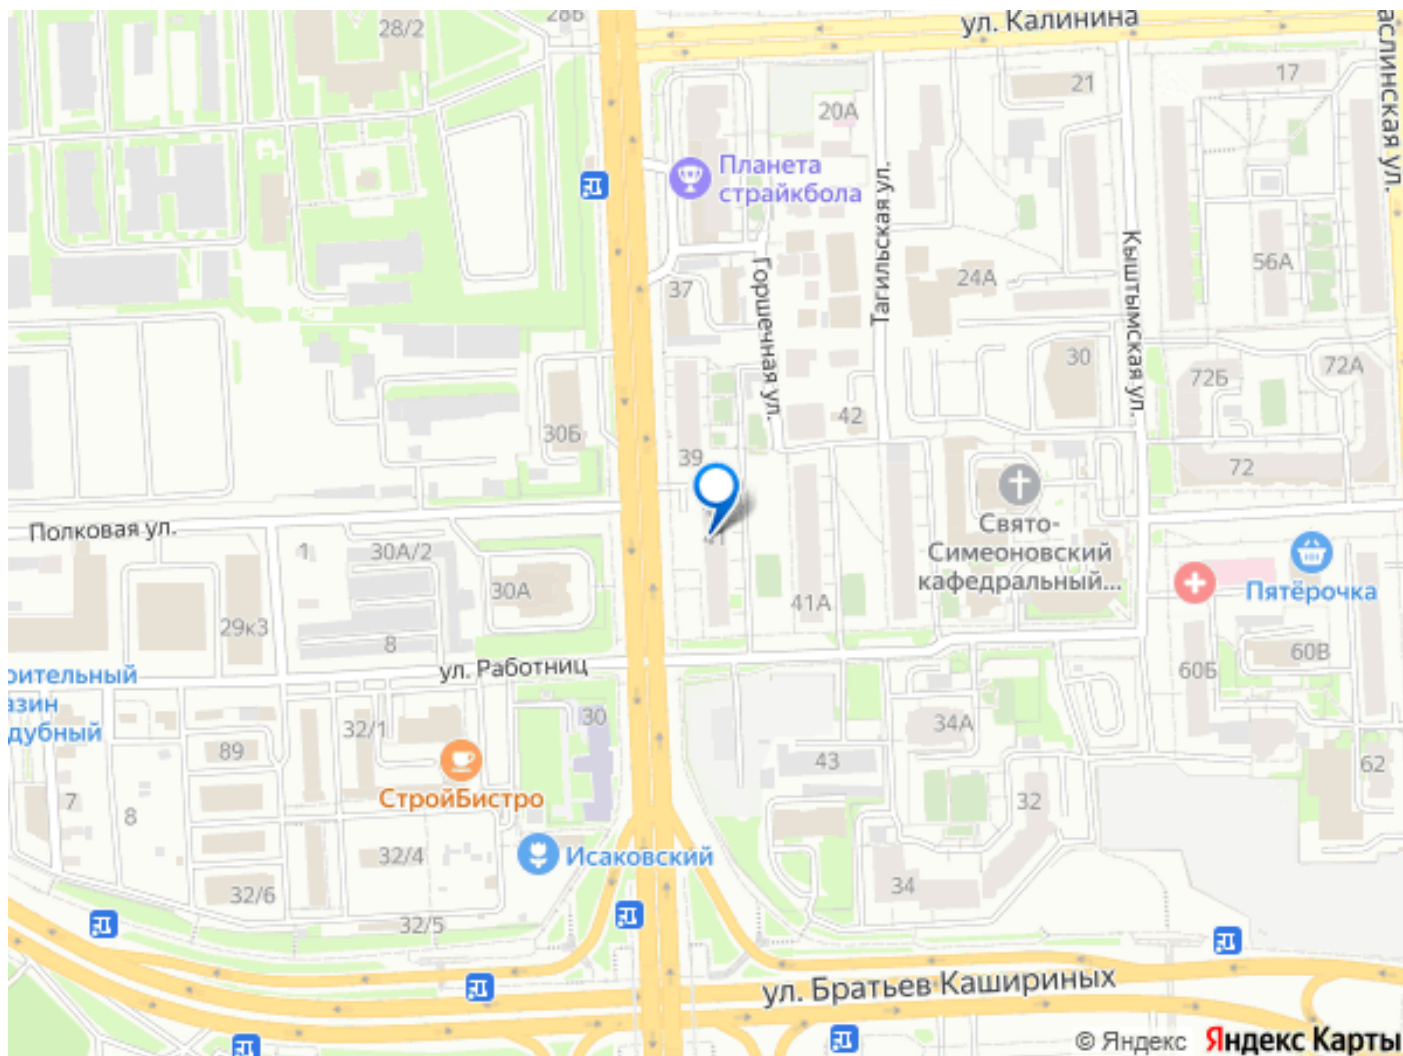 28Б
ул. Калинина
28/2
аслинская ул.
17
21
20А
Планета
страйкбола
Тагильская ул.
Кыштымская ул.
56А
24А
Горшечная ул.
37
30
72А
72Б
42
30Б
39
72
Свято-
Симеоновский
кафедральный...
Полковая ул.
41
1
30А/2
30А
Пятёрочка
41А
29к3
8
60В
ул. Работниц
60Б
оительный
азин
дубный
30
32/1
34А
89
43
62
СтройБистро
7
8
32
Исаковский
32/4
34
32/6
32/5
ул. Братьев Кашириных
© Яндекс Яндекс Карты